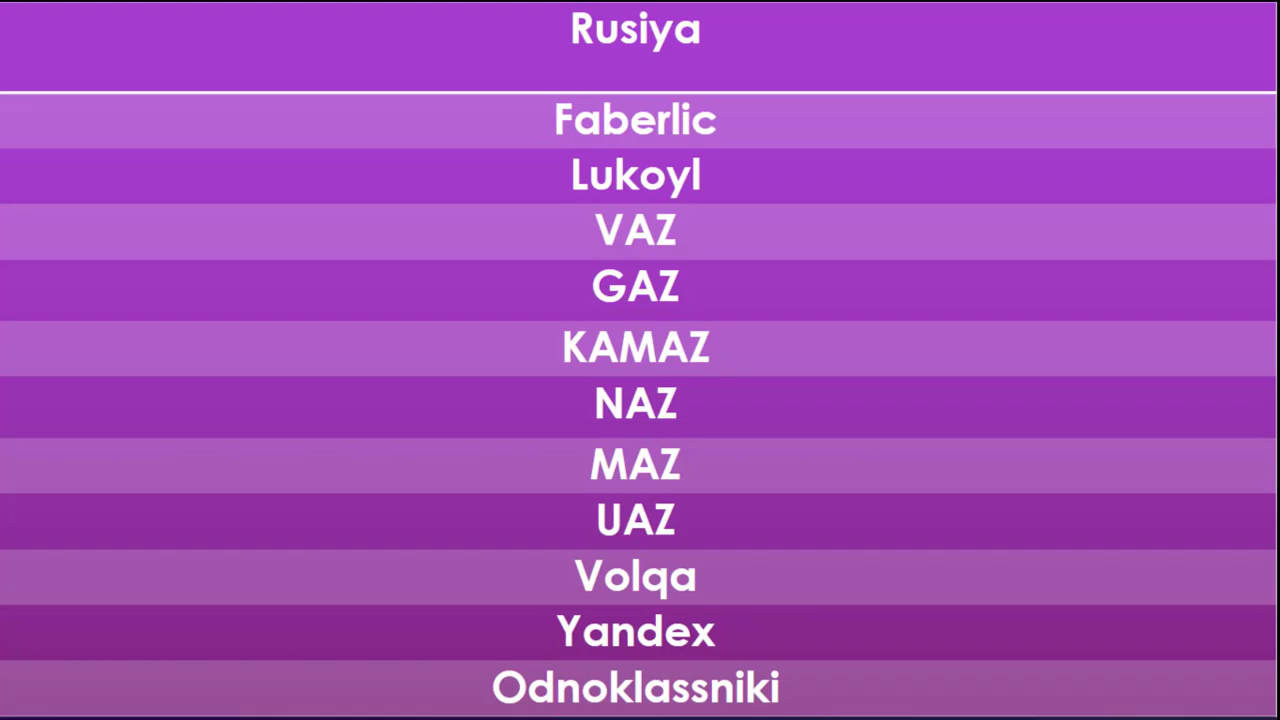 Rusiya
Faberlic
Lukoyl
VAZ
GAZ
KAMAZ
NAZ
MAZ
UAZ
Volqa
Yandex
Odnoklassniki